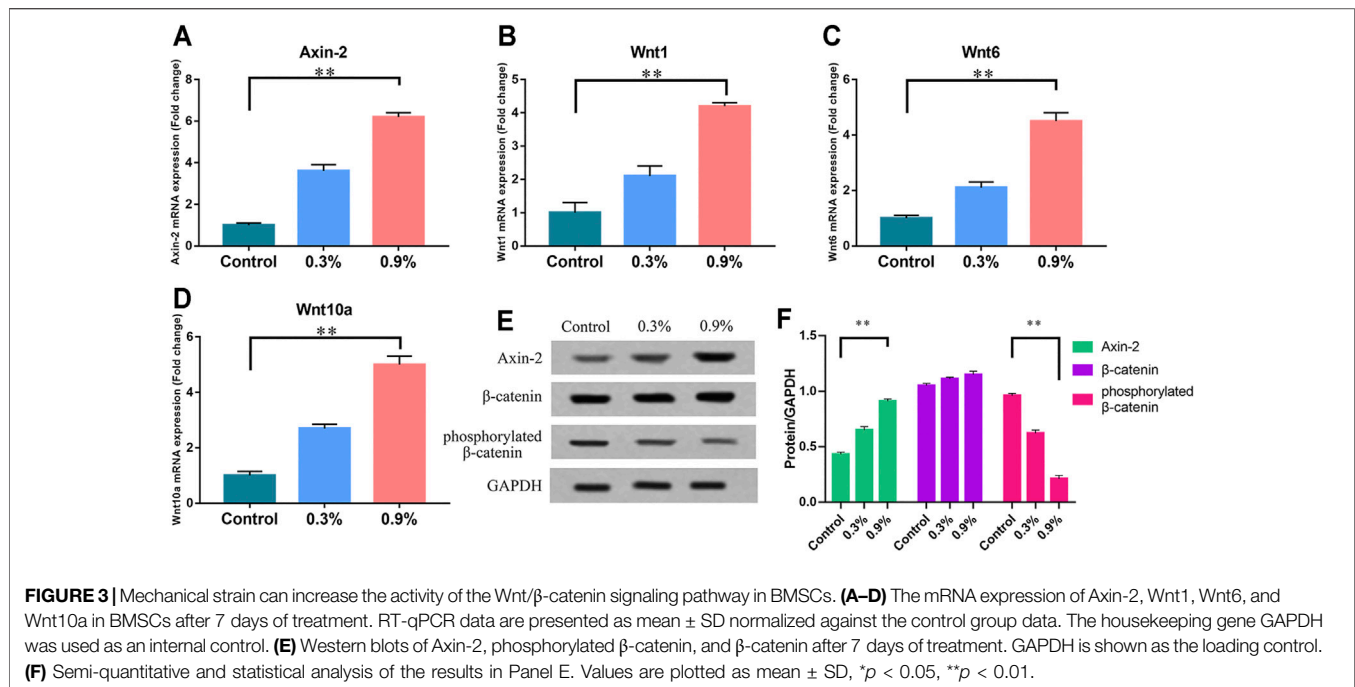 A
Axin-2
Axin-2 mRNA expression (Fold change)
8
6
4
2
0
**
Control 0.3% 0.9%
B
Wnt1
Wnt1 mRNA expression (Fold change)
5
4
3
2
1
0
**
Control 0.3% 0.9%
C
Wnt6
Wnt6 mRNA expression (Fold change)
6
4
2
0
**
Control 0.3% 0.9%
D
Wnt10a
Wnt10a mRNA expression (Fold change)
6
4
2
0
**
Control 0.3% 0.9%
E
Control 0.3% 0.9%
Axin-2
β-catenin
phosphorylated
β-catenin
GAPDH
F
Protein/GAPDH
1.5
1.0
0.5
0.0
**
**
Control 0.3% 0.9% Control 0.3% 0.9% Control 0.3% 0.9%
Axin-2
β-catenin
phosphorylated
β-catenin
FIGURE 3 | Mechanical strain can increase the activity of the Wnt/β-catenin signaling pathway in BMSCs. (A–D) The mRNA expression of Axin-2, Wnt1, Wnt6, and
Wnt10a in BMSCs after 7 days of treatment. RT-qPCR data are presented as mean ± SD normalized against the control group data. The housekeeping gene GAPDH
was used as an internal control. (E) Western blots of Axin-2, phosphorylated β-catenin, and β-catenin after 7 days of treatment. GAPDH is shown as the loading control.
(F) Semi-quantitative and statistical analysis of the results in Panel E. Values are plotted as mean ± SD, *p < 0.05, **p < 0.01.